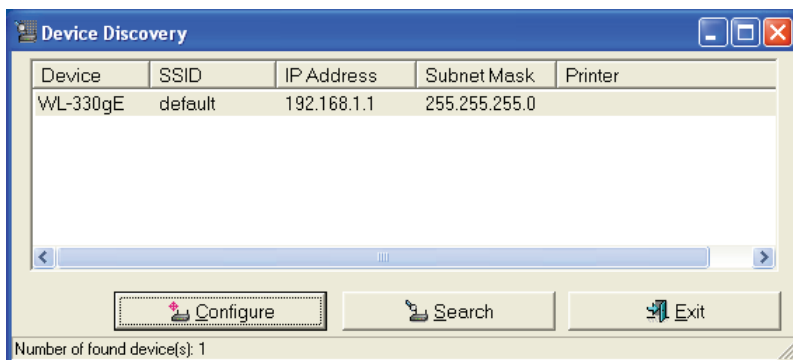 Device Discovery
Device SSID IP Address Subnet Mask Printer
WL-330gE default 192.168.1.1 255.255.255.0
Configure Search Exit
Number of found device(s): 1